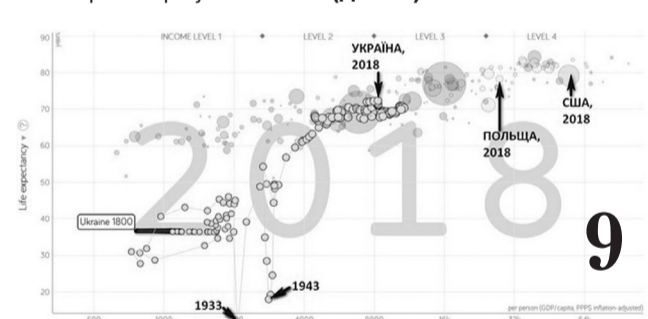 90
years
INCOME LEVEL 1
LEVEL 2
LEVEL 3
LEVEL 4
УКРАЇНА,
2018
80
США,
2018
70
ПОЛЬЩА,
2018
60
2018
Life expectancy
50
Ukraine 1800
40
9
30
1943
20
1933
per person (GDP/capita, PPP$ inflation-adjusted)